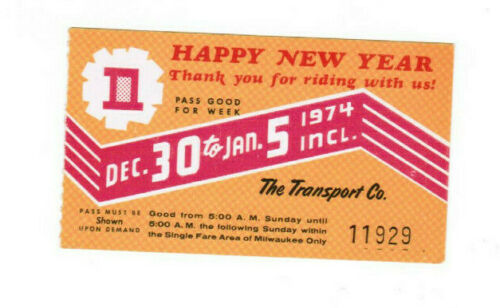 HAPPY NEW YEAR
Thank you for riding with us!
n
PASS GOOD
FOR WEEK
DEC. 30 to JAN. 5 1974 INCL.
The Transport Co.
PASS MUST BE
Shown
UPON DEMAND
Good from 5:00 A.M. Sunday until
5:00 A.M. the following Sunday within
the Single Fare Area of Milwaukee Only
11929